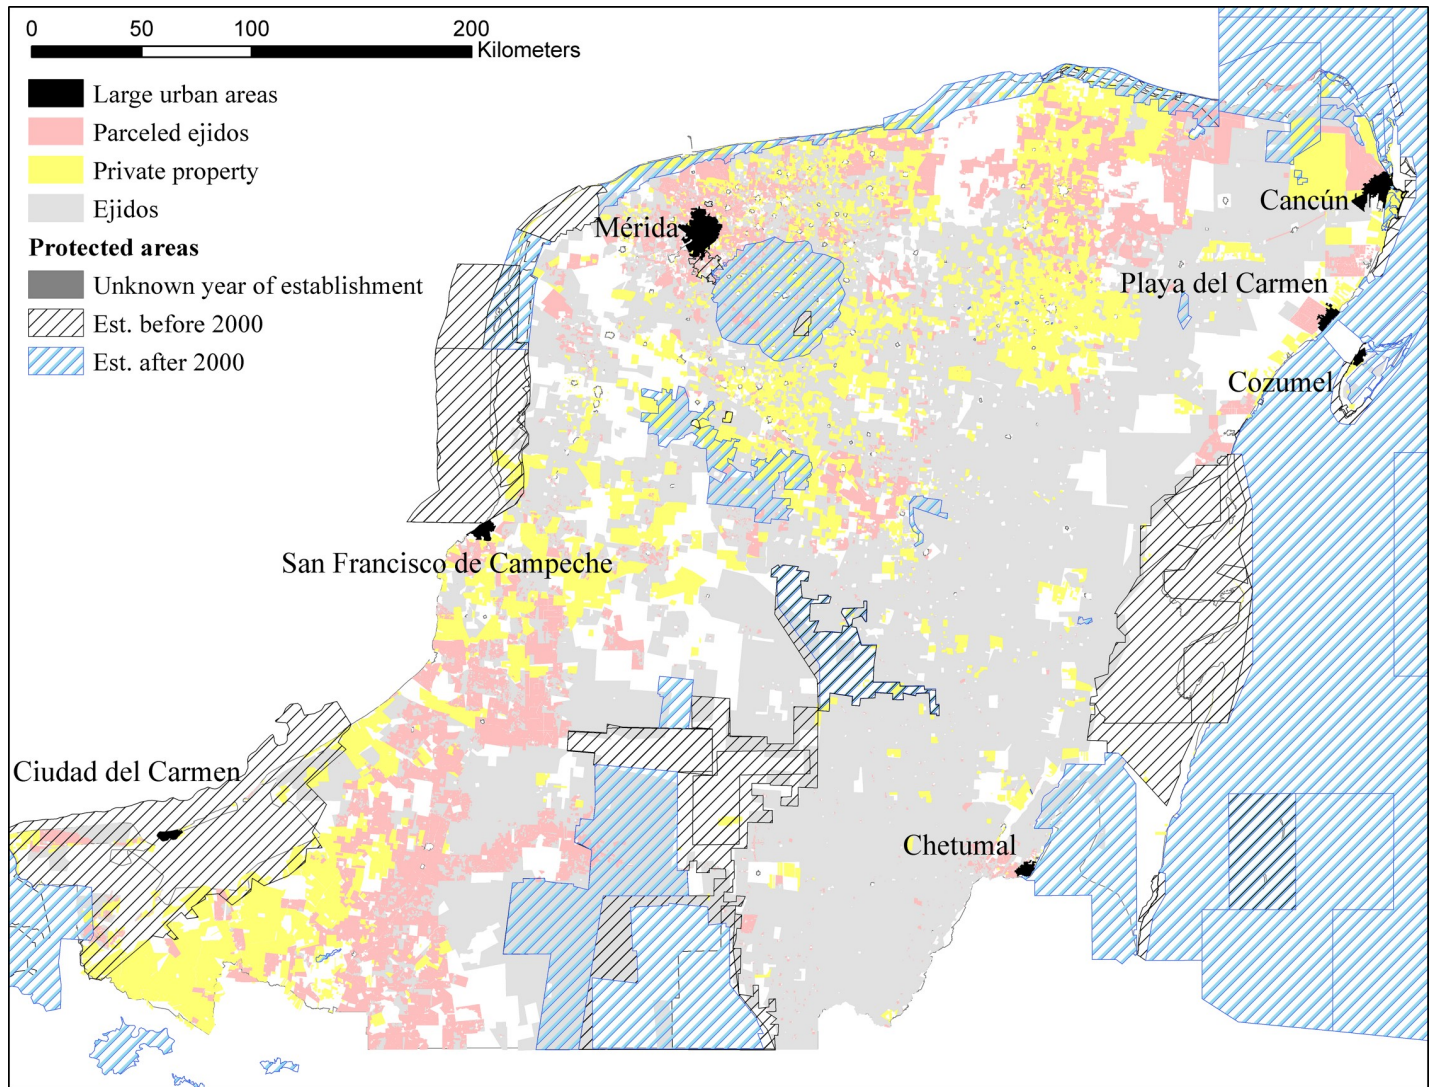 0 50 100 200
Kilometers
Large urban areas
Parceled ejidos
Private property
Ejidos
Protected areas
Unknown year of establishment
Est. before 2000
Est. after 2000
Mérida
Cancún
Playa del Carmen
Cozumel
San Francisco de Campeche
Ciudad del Carmen
Chetumal